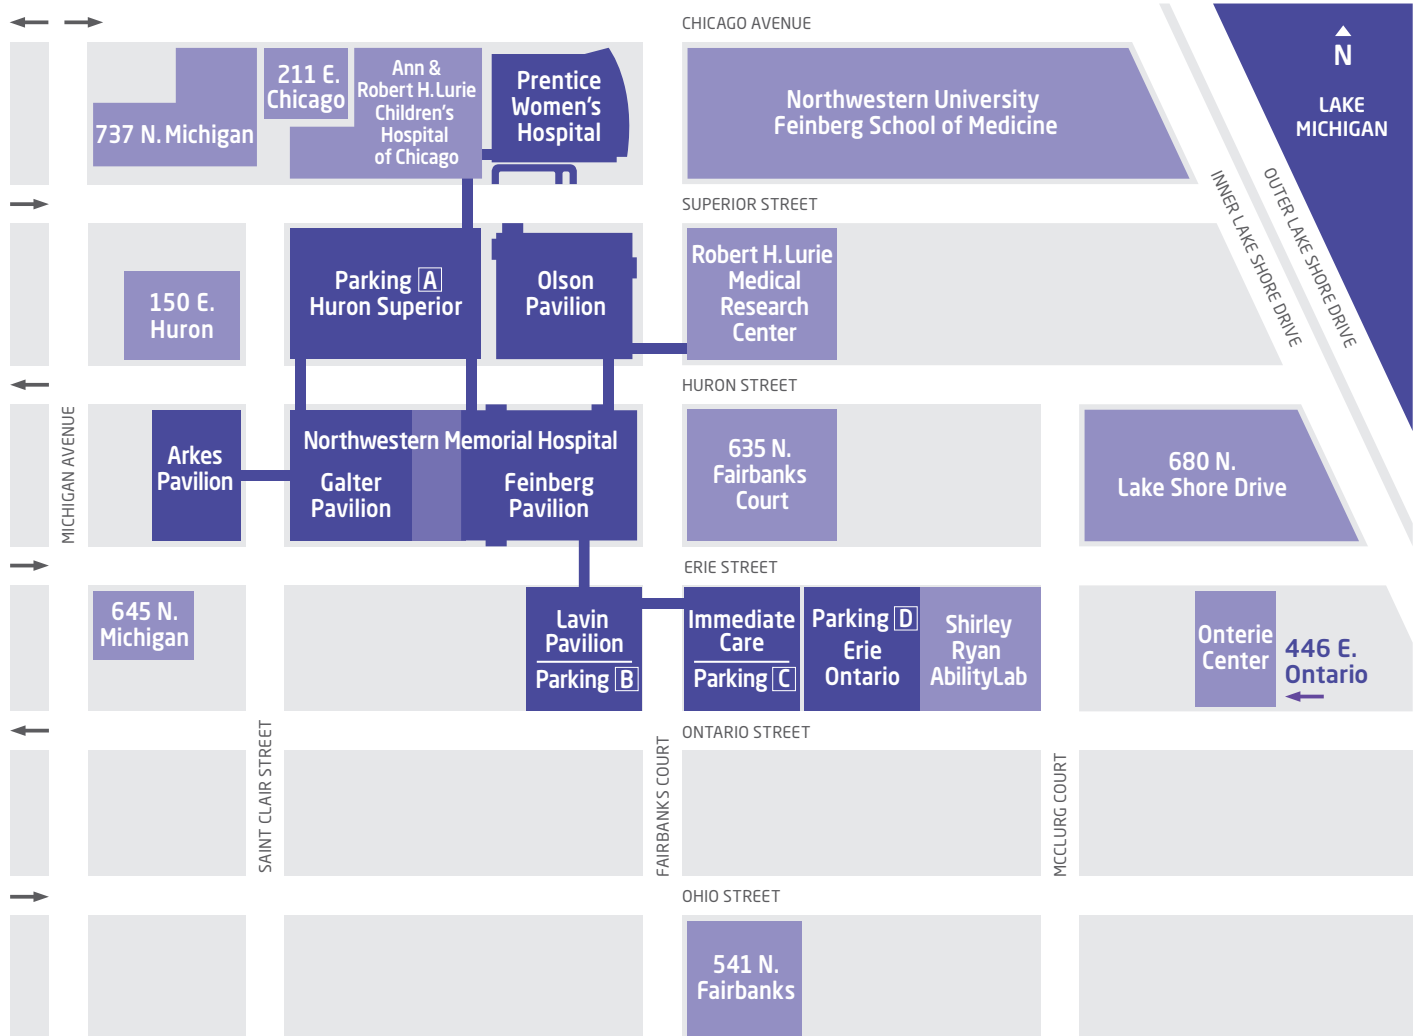 CHICAGO AVENUE
N
LAKE
MICHIGAN
737 N. Michigan
211 E.
Chicago
Ann &
Robert H. Lurie
Children's
Hospital
of Chicago
Prentice
Women's
Hospital
Northwestern University
Feinberg School of Medicine
INNER LAKE SHORE DRIVE
OUTER LAKE SHORE DRIVE
SUPERIOR STREET
150 E.
Huron
Parking A
Huron Superior
Olson
Pavilion
Robert H. Lurie
Medical
Research
Center
HURON STREET
MICHIGAN AVENUE
Arkes
Pavilion
Northwestern Memorial Hospital
Galter
Pavilion
Feinberg
Pavilion
635 N.
Fairbanks
Court
680 N.
Lake Shore Drive
ERIE STREET
645 N.
Michigan
Lavin
Pavilion
Parking B
Immediate
Care
Parking C
Parking D
Erie
Ontario
Shirley
Ryan
AbilityLab
Onterie
Center
446 E.
Ontario
ONTARIO STREET
SAINT CLAIR STREET
FAIRBANKS COURT
MCCLURG COURT
OHIO STREET
541 N.
Fairbanks